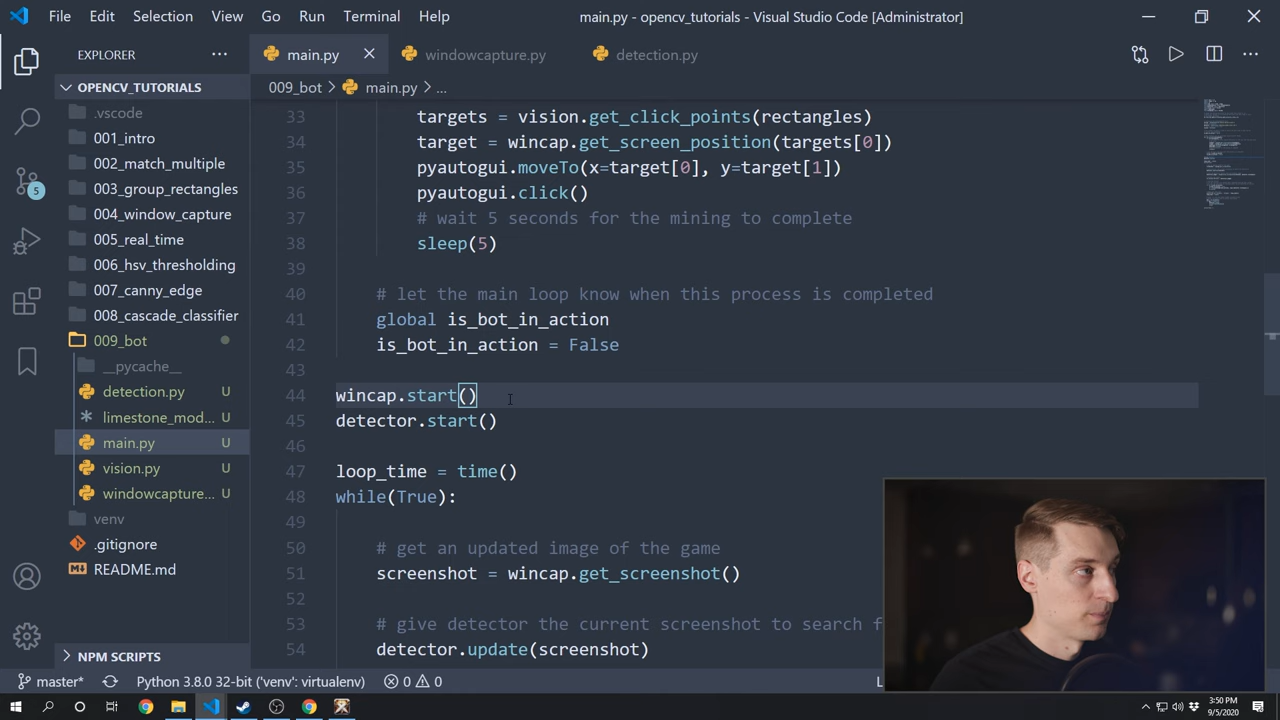 File Edit Selection View Go Run Terminal Help main.py - opencv_tutorials - Visual Studio Code [Administrator]
EXPLORER
main.py windowcapture.py detection.py
OPENCV_TUTORIALS
009_bot > main.py > ...
.vscode
001_intro
002_match_multiple
003_group_rectangles
004_window_capture
005_real_time
006_hsv_thresholding
007_canny_edge
008_cascade_classifier
009_bot
__pycache__
detection.py U
limestone_mod... U
main.py U
vision.py U
windowcapture... U
venv
.gitignore
README.md
NPM SCRIPTS
5
33 targets = vision.get_click_points(rectangles)
34 target = wincap.get_screen_position(targets[0])
35 pyautogui.moveTo(x=target[0], y=target[1])
36 pyautogui.click()
37 # wait 5 seconds for the mining to complete
38 sleep(5)
39
40 # let the main loop know when this process is completed
41 global is_bot_in_action
42 is_bot_in_action = False
43
44 wincap.start()
45 detector.start()
46
47 loop_time = time()
48 while(True):
49
50 # get an updated image of the game
51 screenshot = wincap.get_screenshot()
52
53 # give detector the current screenshot to search f
54 detector.update(screenshot)
master* Python 3.8.0 32-bit ('venv': virtualenv) 0 0 L
3:50 PM
9/5/2020